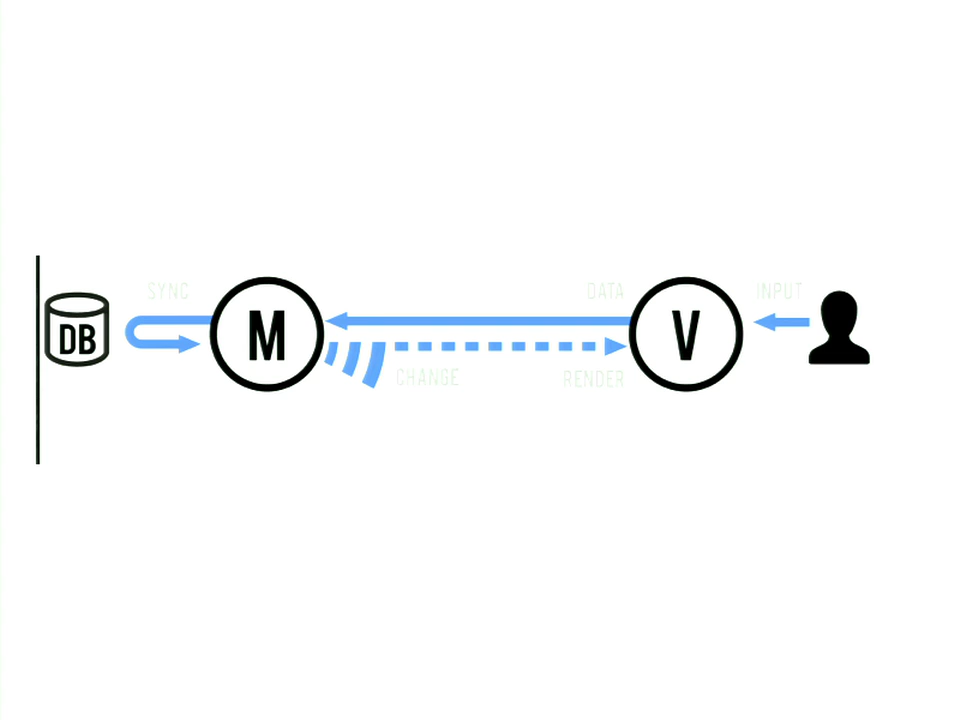 SYNC
DB
M
DATA
V
INPUT
CHANGE
RENDER